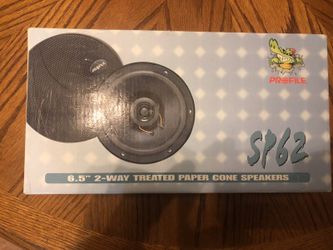 PROFILE
SP62
6.5" 2-WAY TREATED PAPER CONE SPEAKERS